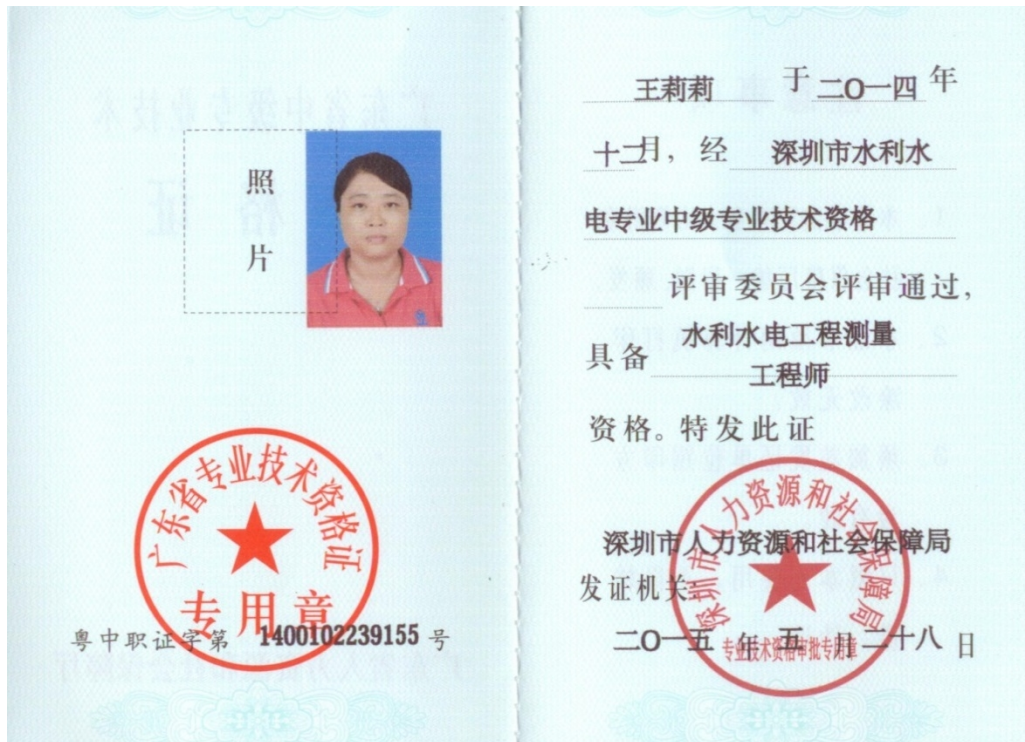 照
片
广东省专业技术资格证
专用章
粤中职证字第 1400102239155 号
王莉莉 于 二〇一四 年
十二月，经 深圳市水利水
电专业中级专业技术资格
评审委员会评审通过，
具备 水利水电工程测量
工程师
资格。特发此证
深圳市人力资源和社会保障局
深圳市人力资源和社会保障局
发证机关：
二〇一五 年 五 月 二十八 日
专业技术资格审批专用章